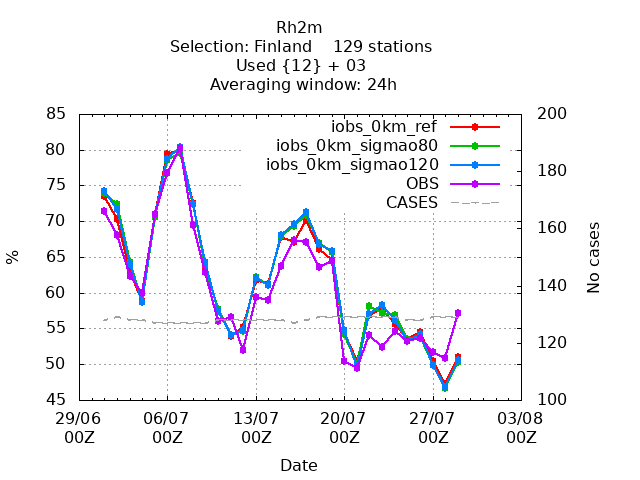 Rh2m
Selection: Finland    129 stations
Used {12} + 03
Averaging window: 24h
85 200
iobs_0km_ref
80 180
iobs_0km_sigmao80
iobs_0km_sigmao120
75
OBS
CASES
70 160
65
% No cases
60 140
55
50 120
45 100
29/06 06/07 13/07 20/07 27/07 03/08
00Z 00Z 00Z 00Z 00Z 00Z
Date